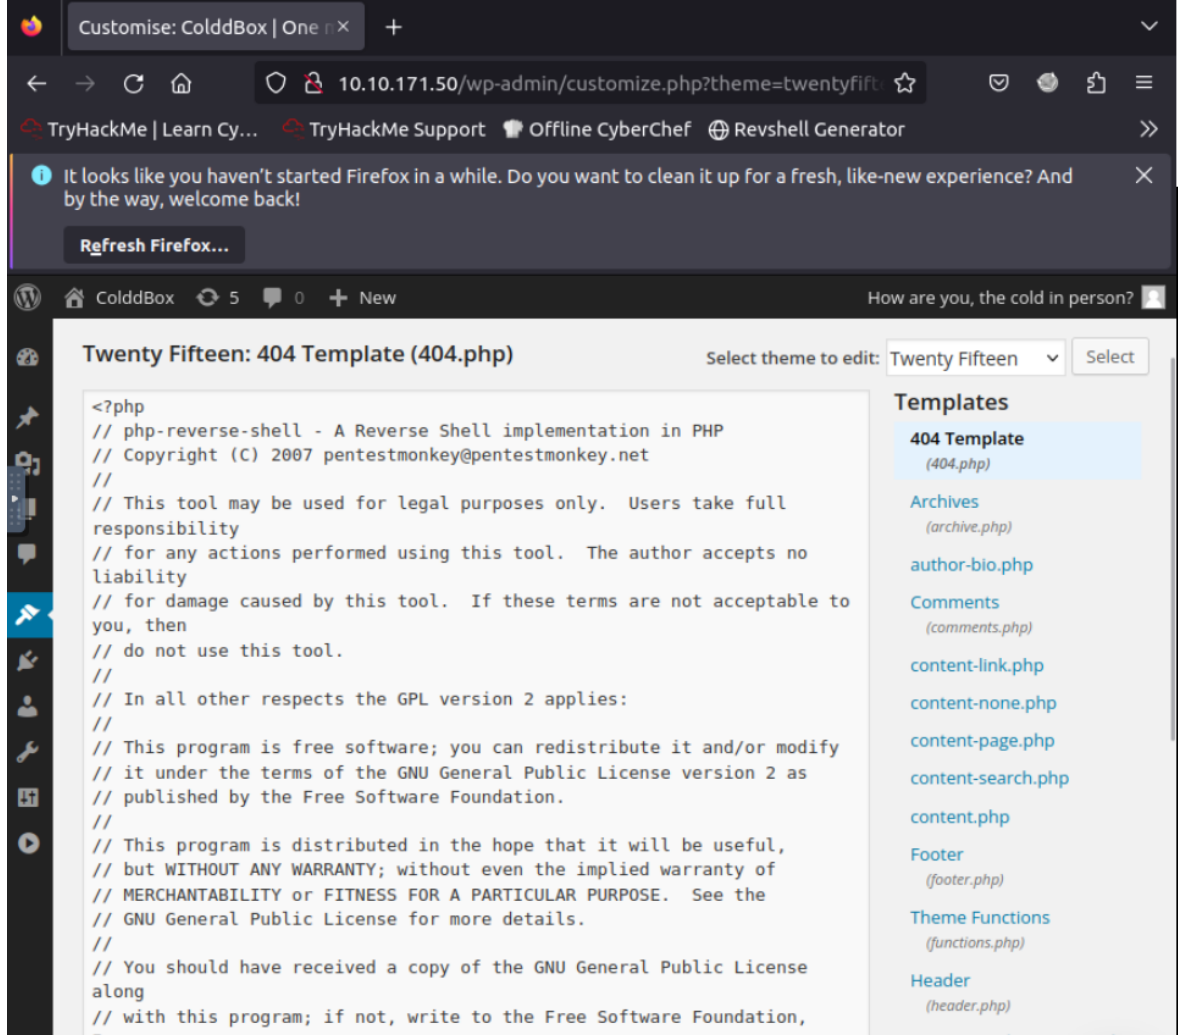 Customise: ColddBox | One n
10.10.171.50/wp-admin/customize.php?theme=twentyfift
TryHackMe | Learn Cy…
TryHackMe Support
Offline CyberChef
Revshell Generator
It looks like you haven't started Firefox in a while. Do you want to clean it up for a fresh, like-new experience? And
by the way, welcome back!
Refresh Firefox…
ColddBox
5
0
New
How are you, the cold in person?
Twenty Fifteen: 404 Template (404.php)
Select theme to edit:
Twenty Fifteen
Select
<?php
// php-reverse-shell - A Reverse Shell implementation in PHP
// Copyright (C) 2007 pentestmonkey@pentestmonkey.net
//
// This tool may be used for legal purposes only.  Users take full
responsibility
// for any actions performed using this tool.  The author accepts no
liability
// for damage caused by this tool.  If these terms are not acceptable to
you, then
// do not use this tool.
//
// In all other respects the GPL version 2 applies:
//
// This program is free software; you can redistribute it and/or modify
// it under the terms of the GNU General Public License version 2 as
// published by the Free Software Foundation.
//
// This program is distributed in the hope that it will be useful,
// but WITHOUT ANY WARRANTY; without even the implied warranty of
// MERCHANTABILITY or FITNESS FOR A PARTICULAR PURPOSE.  See the
// GNU General Public License for more details.
//
// You should have received a copy of the GNU General Public License
along
// with this program; if not, write to the Free Software Foundation,
Templates
404 Template
(404.php)
Archives
(archive.php)
author-bio.php
Comments
(comments.php)
content-link.php
content-none.php
content-page.php
content-search.php
content.php
Footer
(footer.php)
Theme Functions
(functions.php)
Header
(header.php)